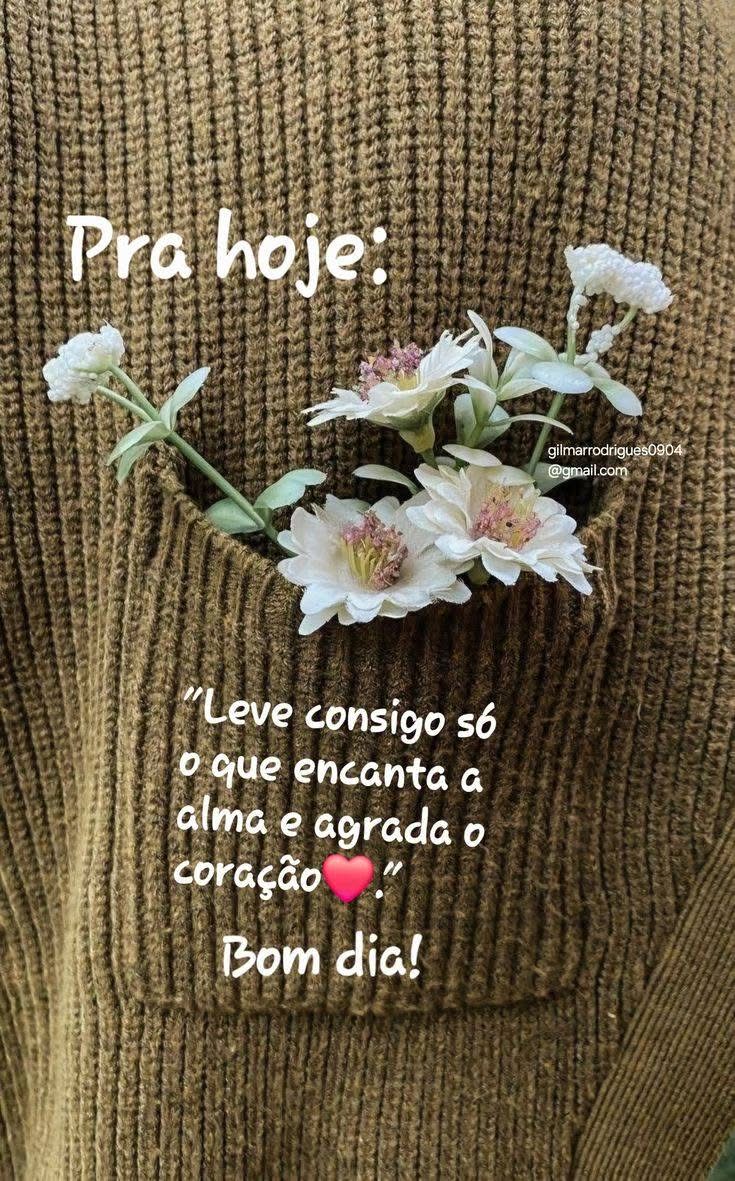 Pra hoje:
gilmarrodrigues0904
@gmail.com
"Leve consigo só
o que encanta a
alma e agrada o
coração❤️."
Bom dia!